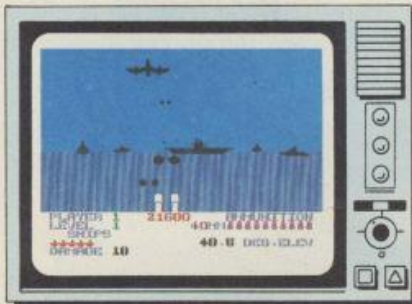 PLAYER 1 21600 AMMUNITION
LEVEL 1 40MM
SHIPS
40.8 DEG.ELEV
DAMAGE 10